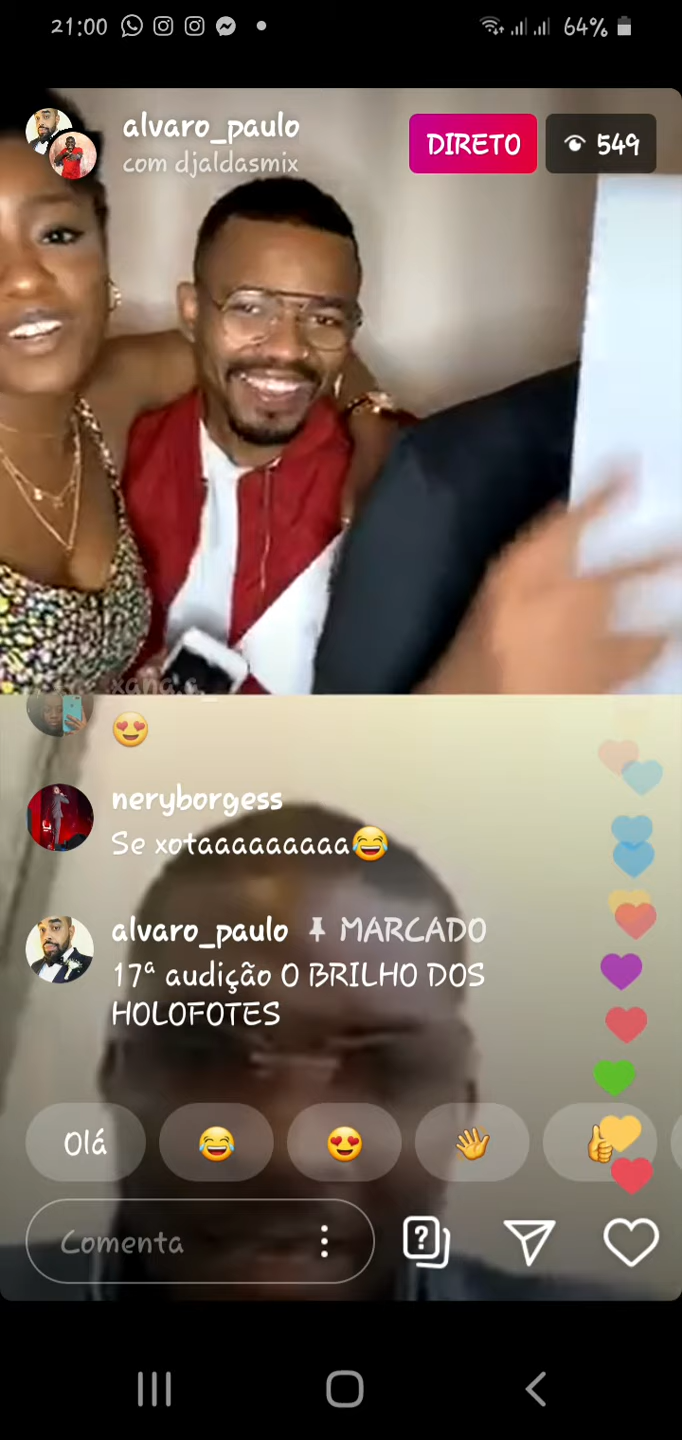 21:00
64%
alvaro_paulo
com djaldasmix
DIRETO
549
😍
neryborgess
Se xotaaaaaaaaa😂
alvaro_paulo MARCADO
17ª audição O BRILHO DOS
HOLOFOTES
Olá
Comenta